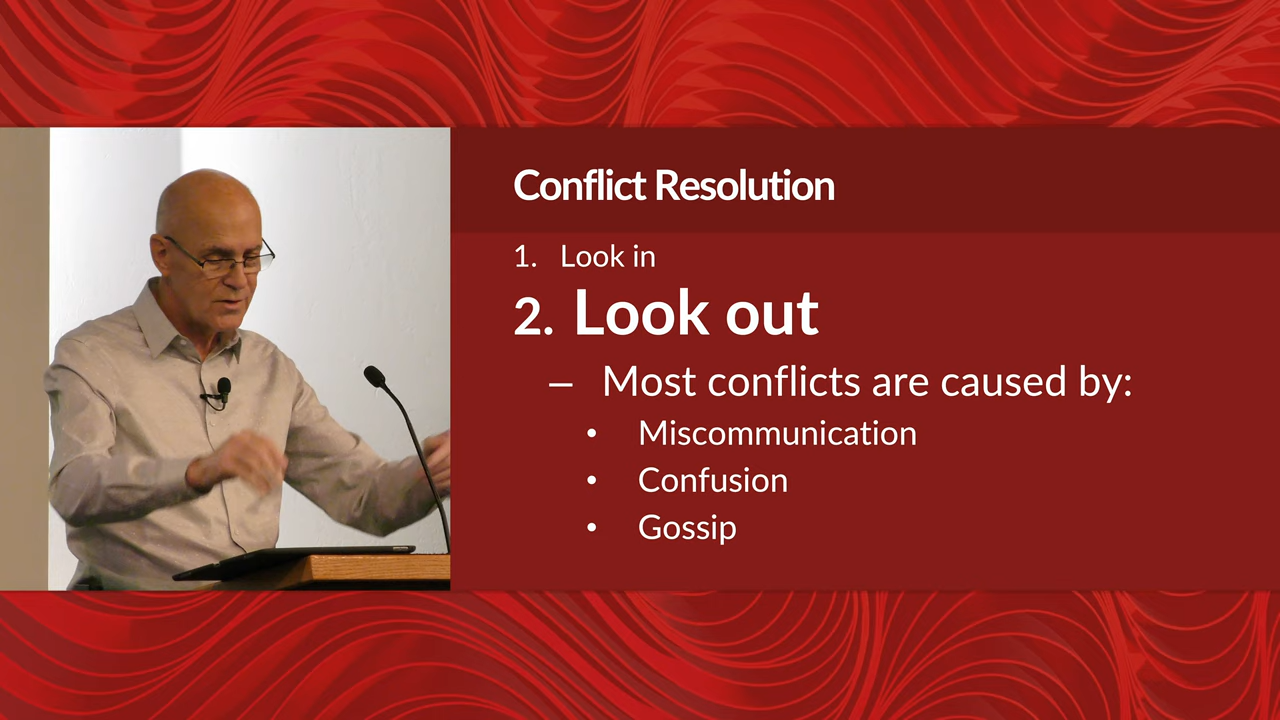 Conflict Resolution
1. Look in
2. Look out
– Most conflicts are caused by:
• Miscommunication
• Confusion
• Gossip